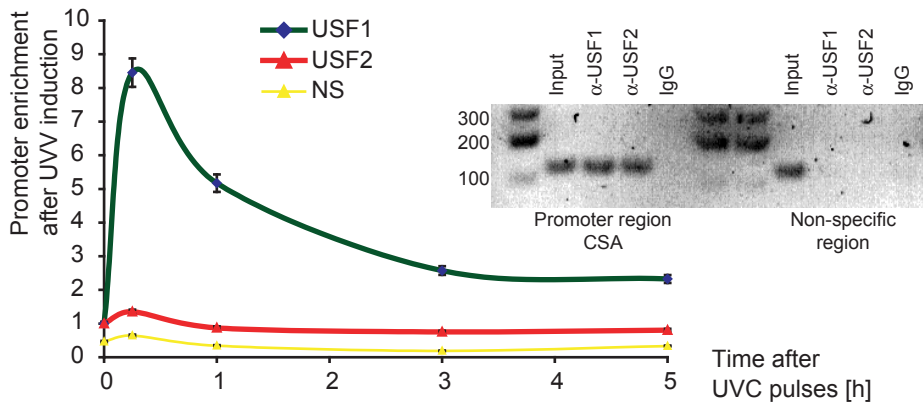 Promoter enrichment
after UVV induction
10
9
8
7
6
5
4
3
2
1
0
0
1
2
3
4
5
USF1
USF2
NS
Time after
UVC pulses [h]
Input
α-USF1
α-USF2
IgG
Input
α-USF1
α-USF2
IgG
300
200
100
Promoter region
CSA
Non-specific
region